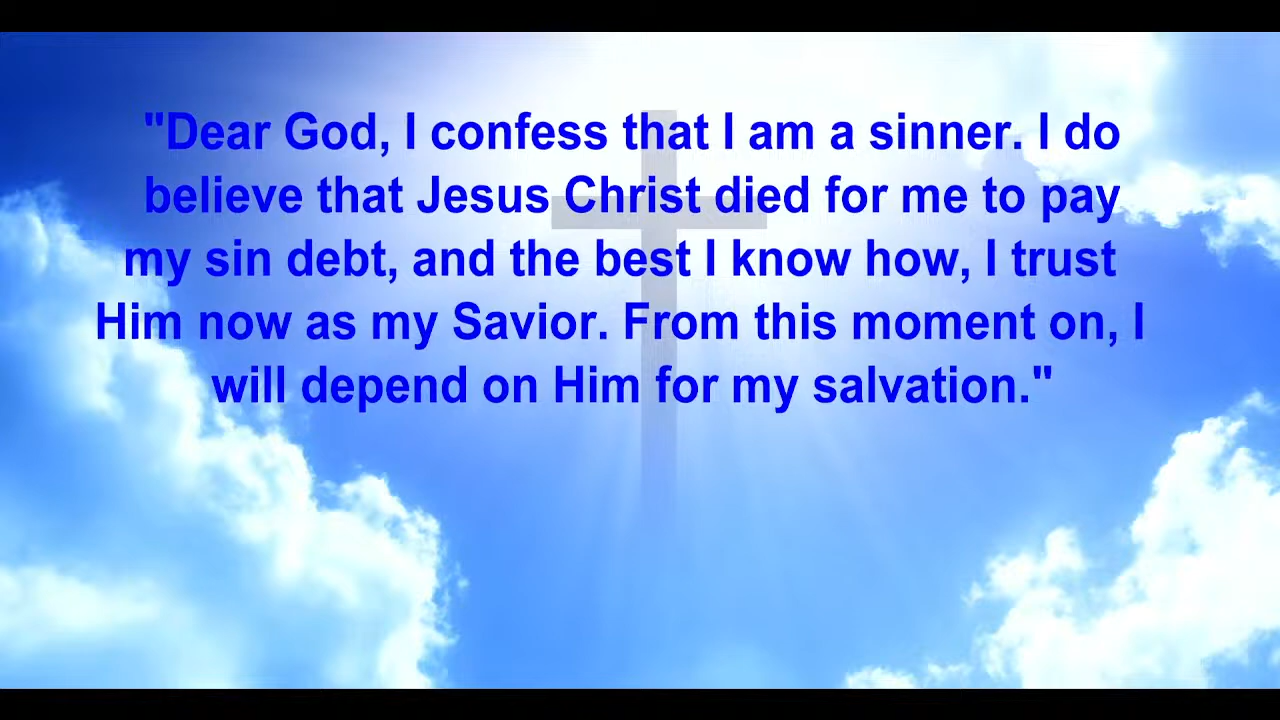 "Dear God, I confess that I am a sinner. I do
believe that Jesus Christ died for me to pay
my sin debt, and the best I know how, I trust
Him now as my Savior. From this moment on, I
will depend on Him for my salvation."